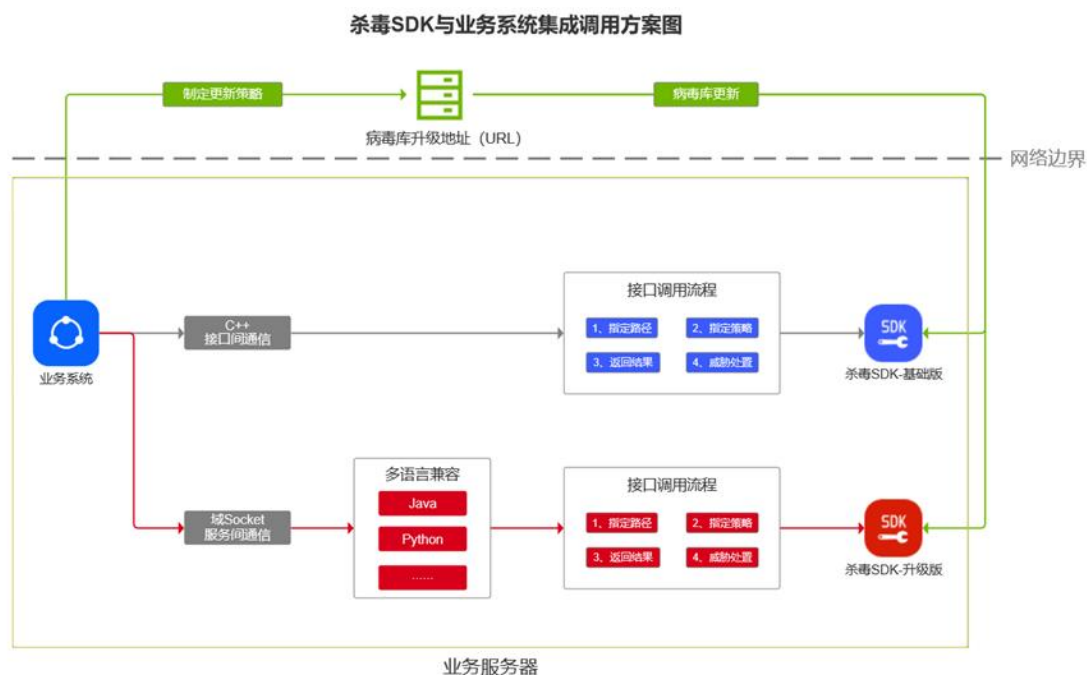 杀毒SDK与业务系统集成调用方案图
制定更新策略
病毒库更新
病毒库升级地址（URL）
网络边界
接口调用流程
C++
接口间通信
1、指定路径
2、指定策略
3、返回结果
4、威胁处置
SDK
业务系统
杀毒SDK-基础版
多语言兼容
Java
Python
......
域Socket
服务间通信
接口调用流程
1、指定路径
2、指定策略
3、返回结果
4、威胁处置
SDK
杀毒SDK-升级版
业务服务器